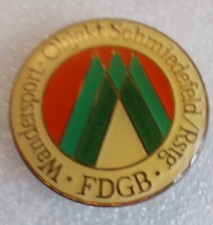 Wandersport-Objekt Schmiedefeld/Rstg
· FDGB ·